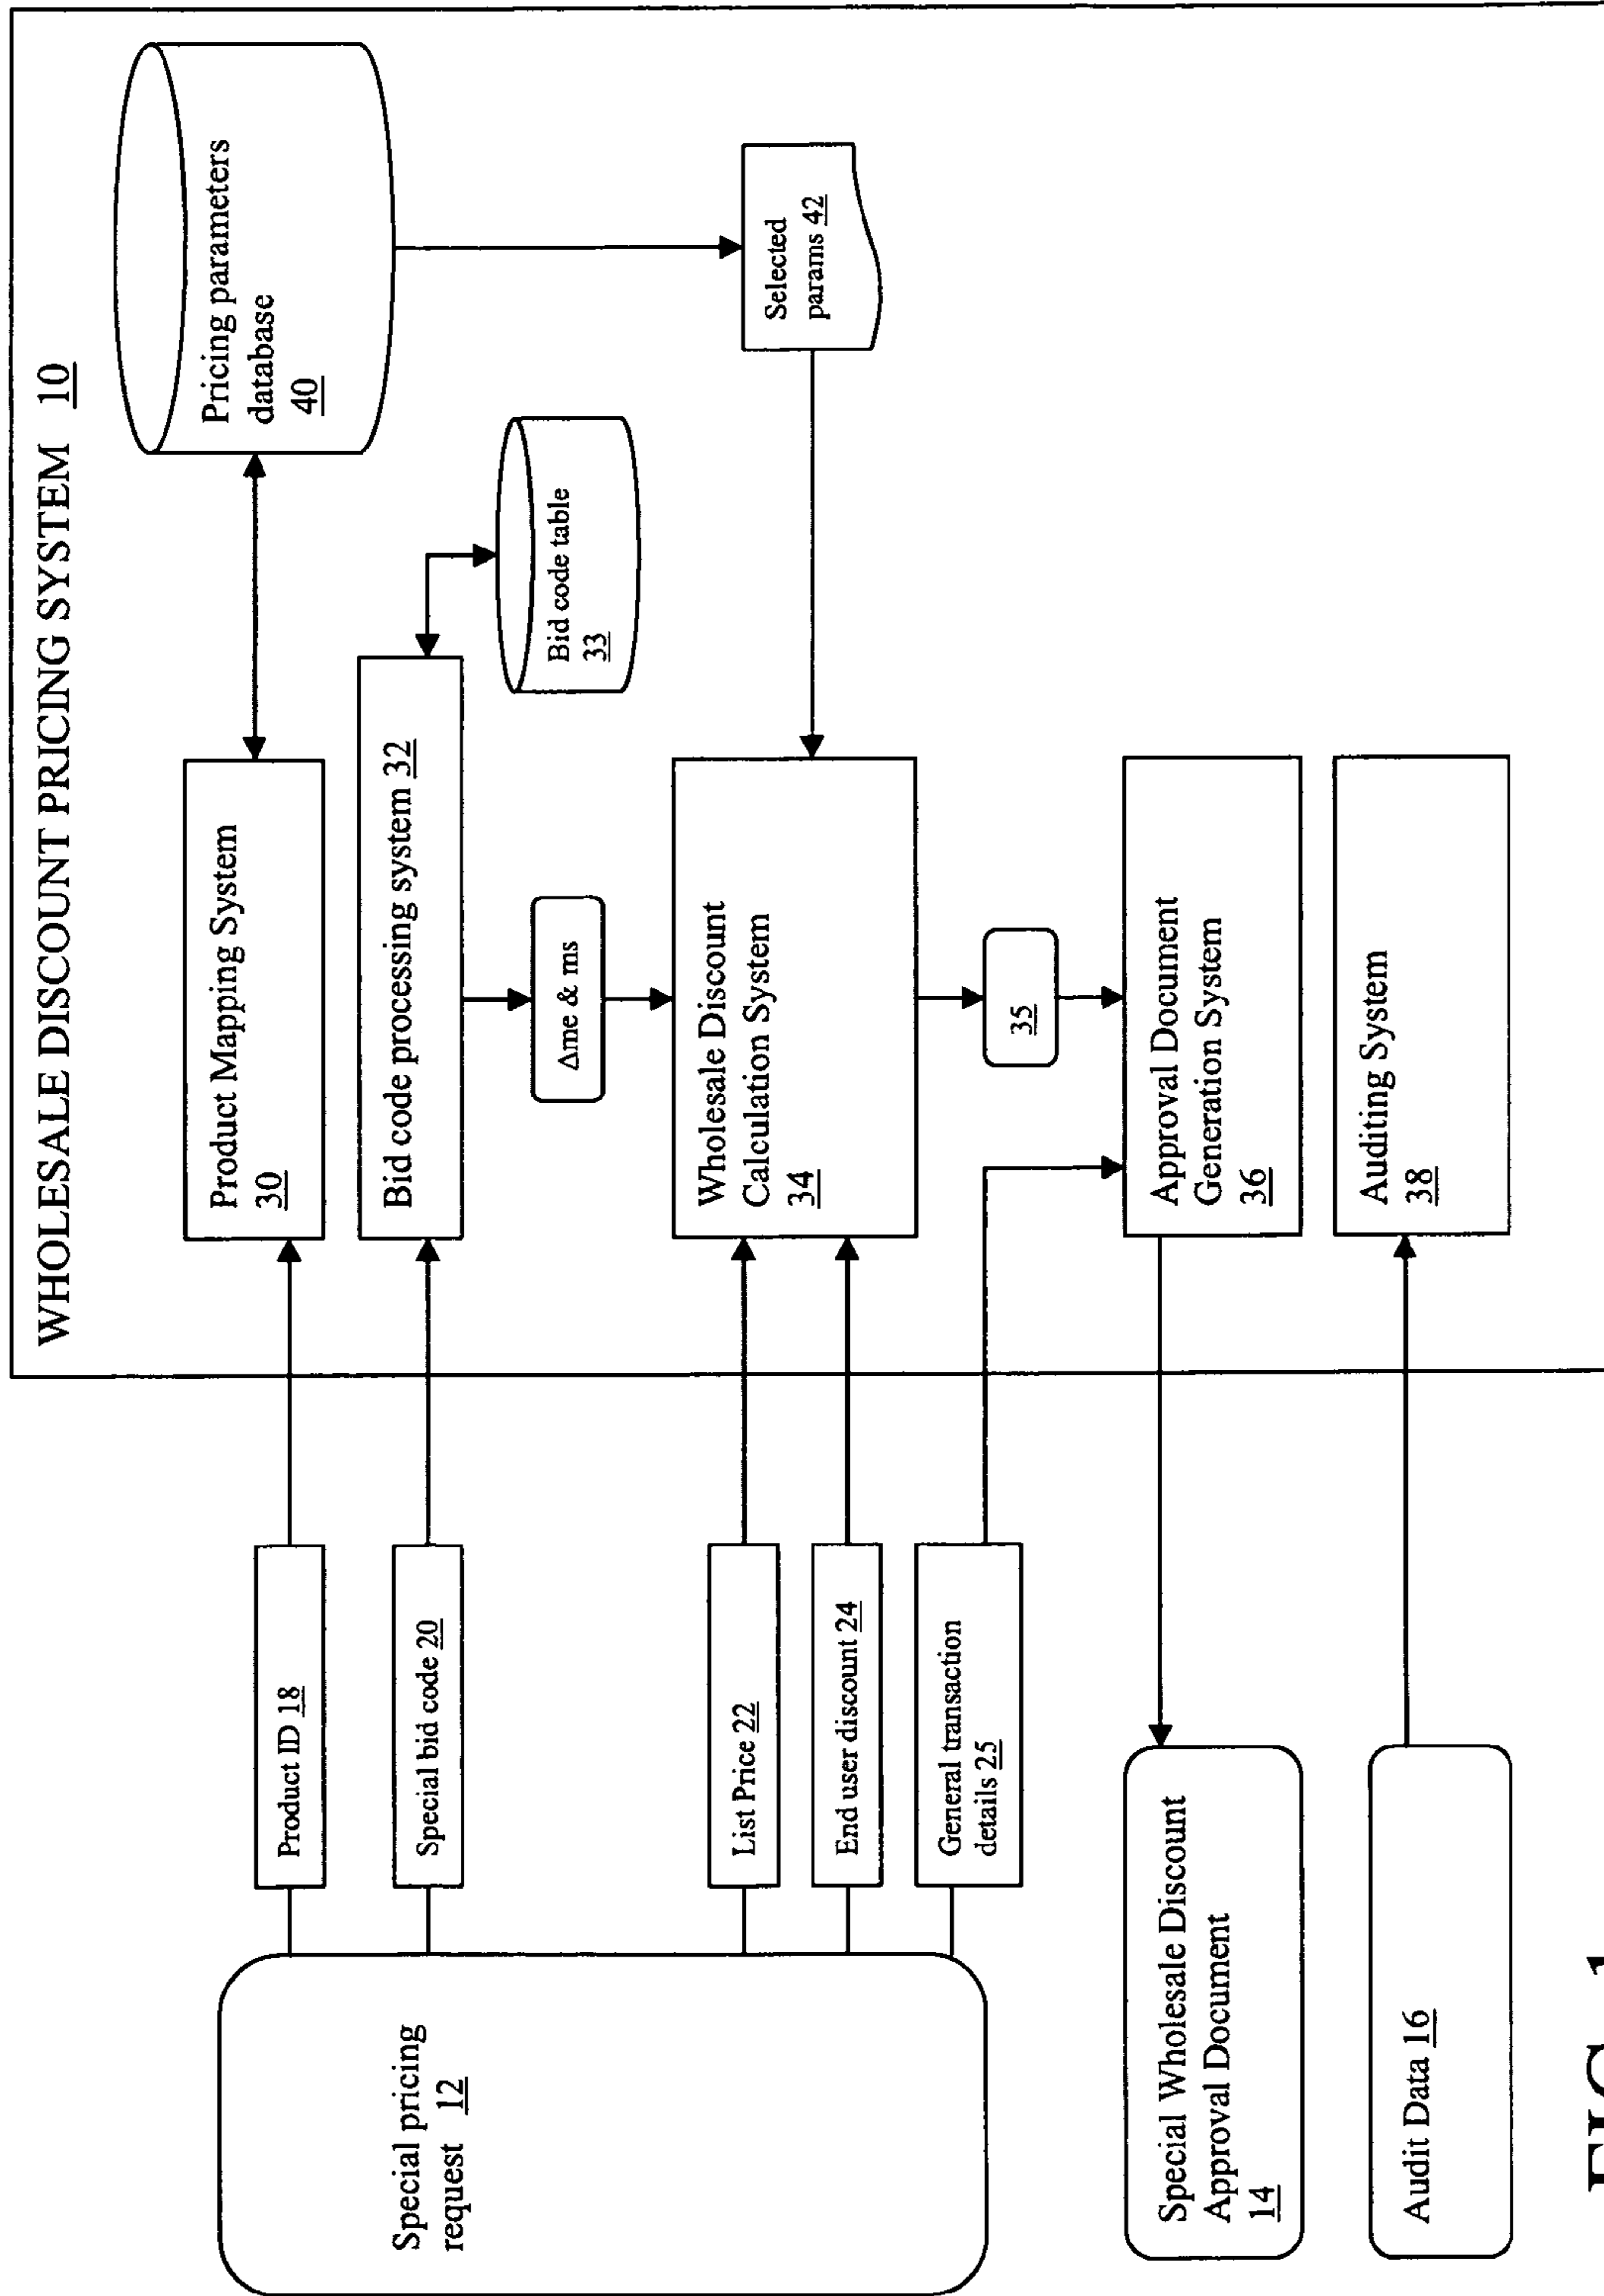 WHOLESALE DISCOUNT PRICING SYSTEM 10
Special pricing
request 12
Product ID 18
Special bid code 20
List Price 22
End user discount 24
General transaction
details 25
Product Mapping System
30
Pricing parameters
database
40
Bid code processing system 32
Bid code table
33
Δme & ms
Selected
params 42
Wholesale Discount
Calculation System
34
35
Approval Document
Generation System
36
Special Wholesale Discount
Approval Document
14
Audit Data 16
Auditing System
38